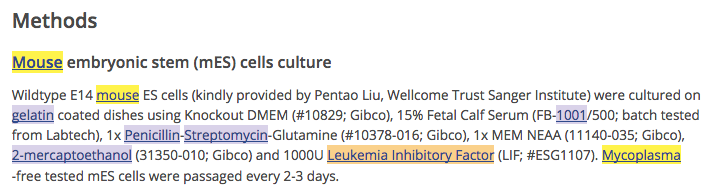 Methods
Mouse embryonic stem (mES) cells culture
Wildtype E14 mouse ES cells (kindly provided by Pentao Liu, Wellcome Trust Sanger Institute) were cultured on
gelatin coated dishes using Knockout DMEM (#10829; Gibco), 15% Fetal Calf Serum (FB-1001/500; batch tested
from Labtech), 1x Penicillin-Streptomycin-Glutamine (#10378-016; Gibco), 1x MEM NEAA (11140-035; Gibco),
2-mercaptoethanol (31350-010; Gibco) and 1000U Leukemia Inhibitory Factor (LIF; #ESG1107). Mycoplasma
-free tested mES cells were passaged every 2-3 days.